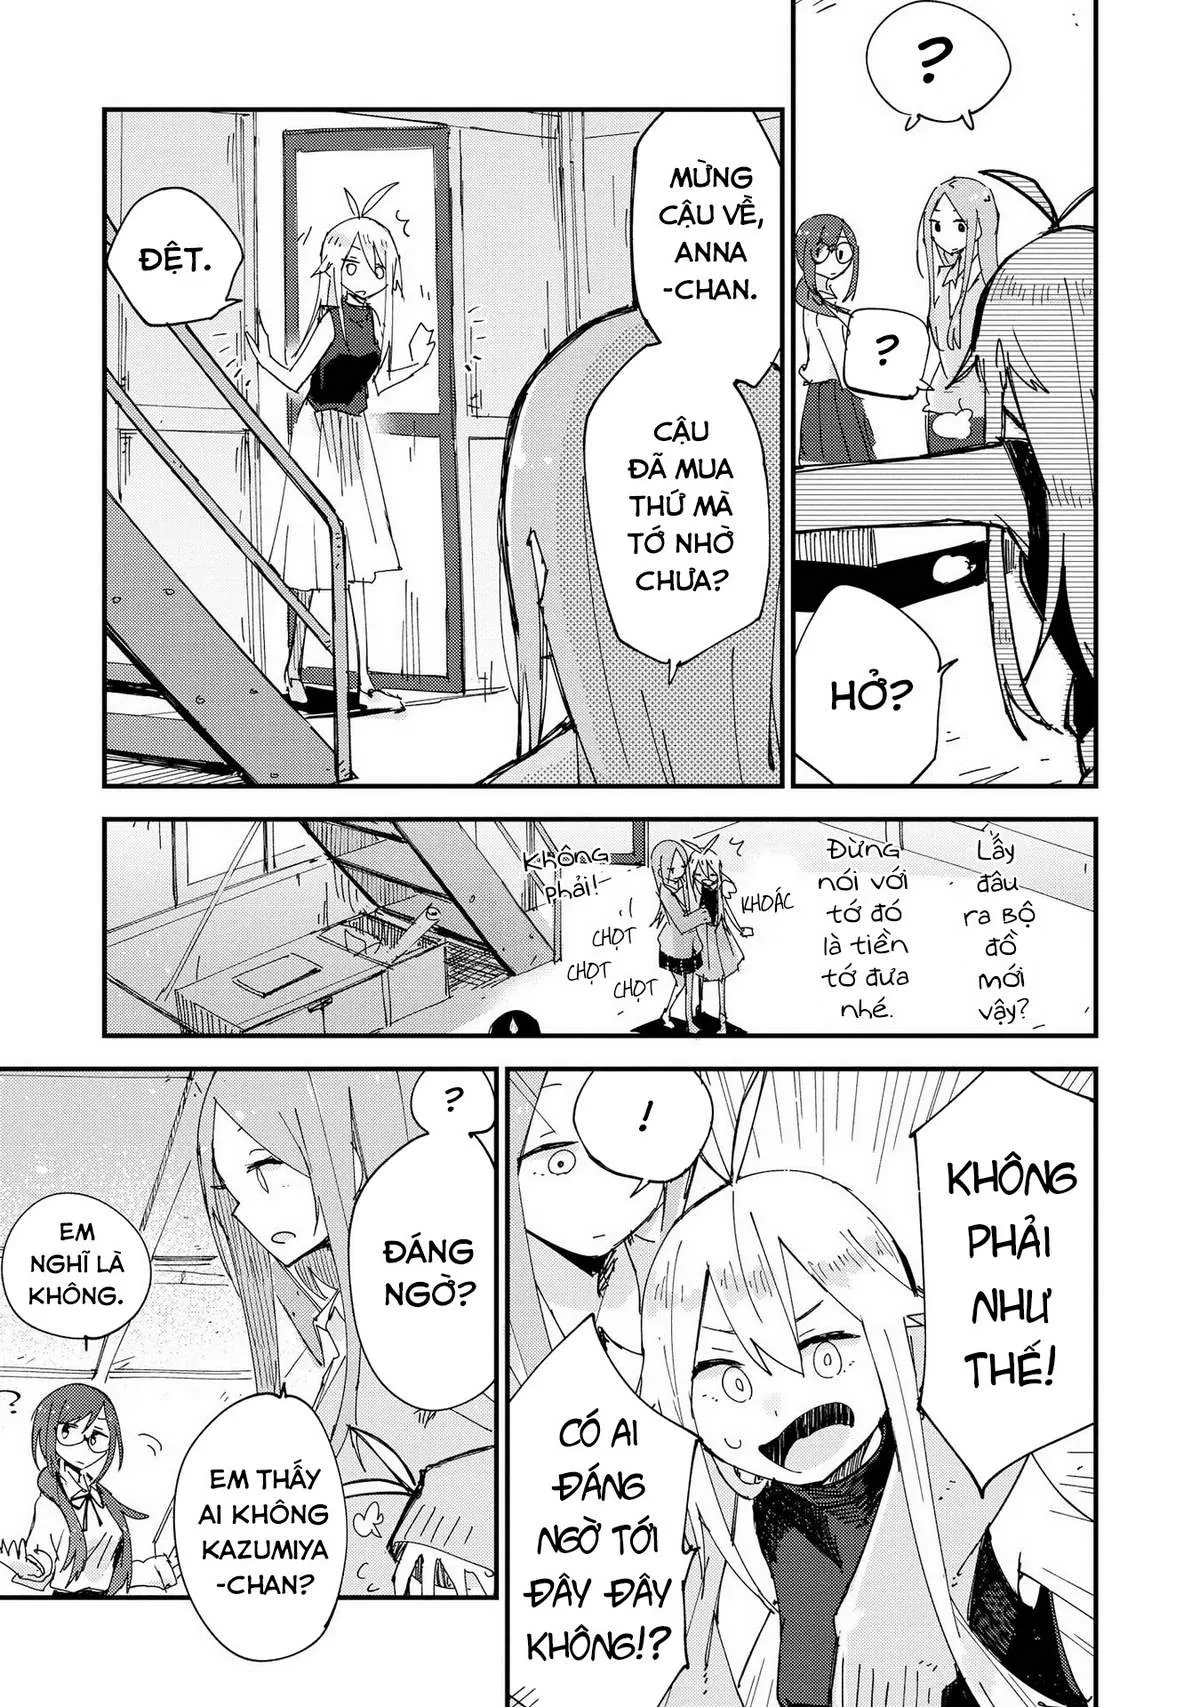 ?
?
HỞ?
MỪNG
CẬU VỀ,
ANNA
-CHAN.
CẬU
ĐÃ MUA
THỨ MÀ
TỚ NHỜ
CHƯA?
ĐỆT.
Lấy
đâu
ra bộ
đồ
mới
vậy?
Đừng
nói với
tớ đó
là tiền
tớ đưa
nhé.
KHOÁC
Không
phải!
CHỌT
CHỌT
CHỌT
KHÔNG
PHẢI
NHƯ
THẾ!
!
CÓ AI
ĐÁNG
NGỜ TỚI
ĐÂY ĐÂY
KHÔNG!?
?
ĐÁNG
NGỜ?
EM THẤY
AI KHÔNG
KAZUMIYA
-CHAN?
EM
NGHĨ LÀ
KHÔNG.
?